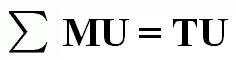 ∑ MU = TU